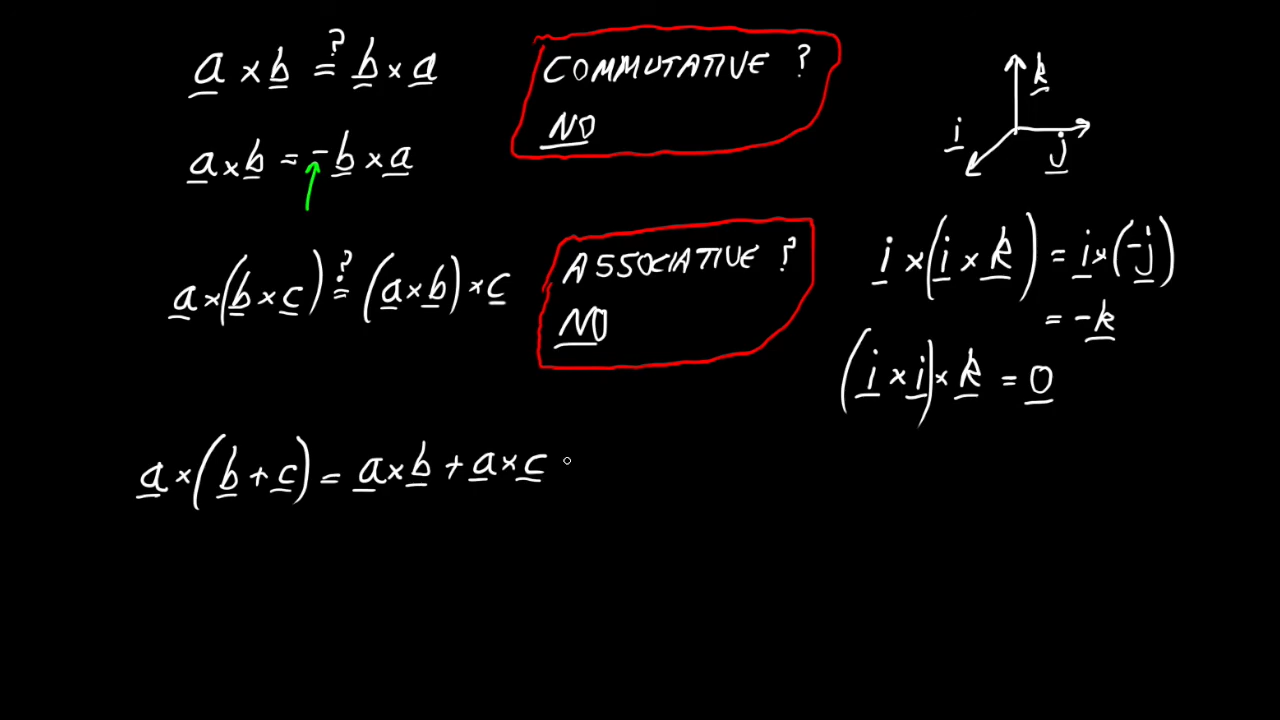 a × b ?= b × a
COMMUTATIVE ?
NO
a × b = - b × a
a × (b × c) ?= (a × b) × c
ASSOCIATIVE ?
NO
a × (b + c) = a × b + a × c
k
i
j
i × (i × k) = i × (-j)
= - k
(i × i) × k = 0